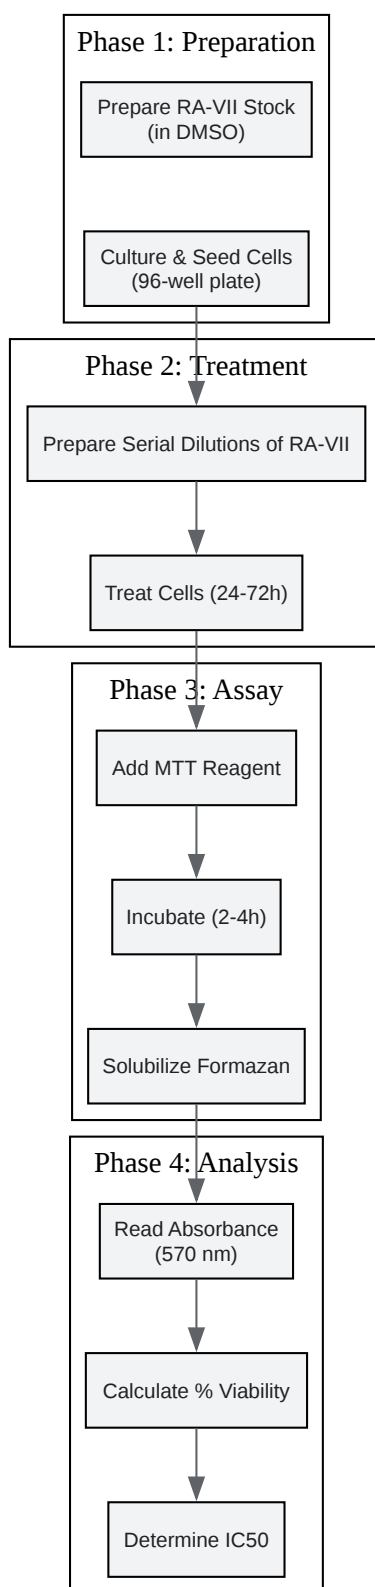 Phase 1: Preparation
Prepare RA-VII Stock
(in DMSO)
Culture & Seed Cells
(96-well plate)
Phase 2: Treatment
Prepare Serial Dilutions of RA-VII
Treat Cells (24-72h)
Phase 3: Assay
Add MTT Reagent
Incubate (2-4h)
Solubilize Formazan
Phase 4: Analysis
Read Absorbance
(570 nm)
Calculate % Viability
Determine IC50